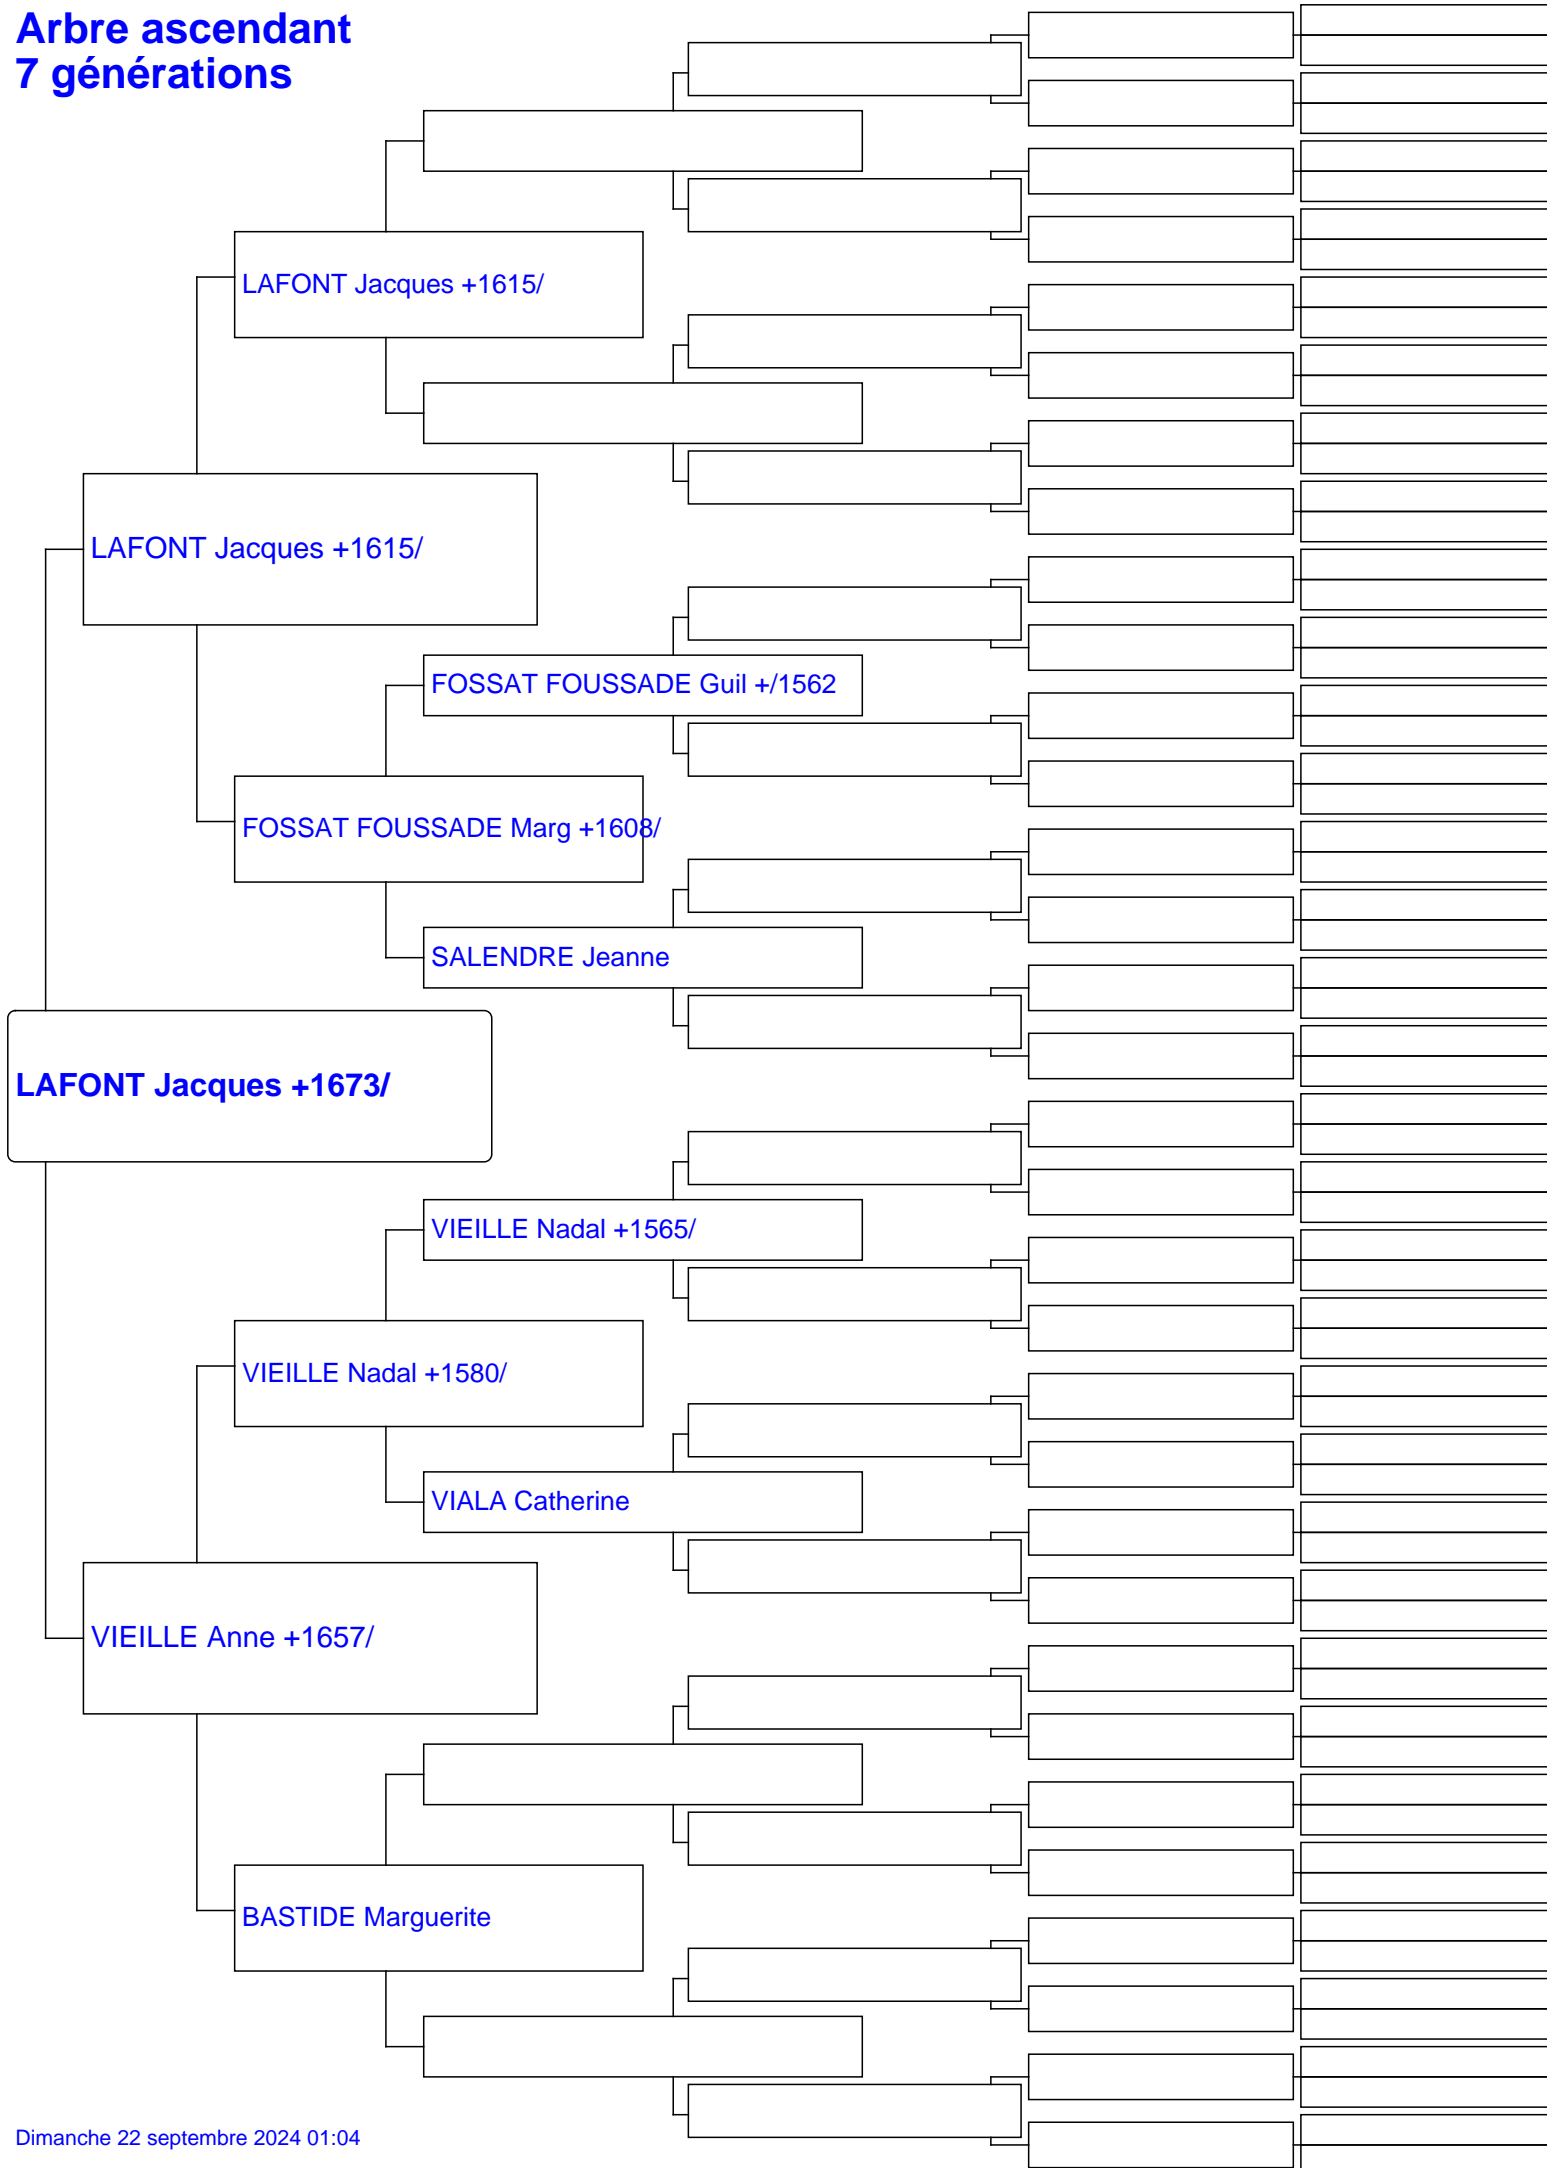 Arbre ascendant
7 générations
LAFONT Jacques +1615/
LAFONT Jacques +1615/
FOSSAT FOUSSADE Guil +/1562
FOSSAT FOUSSADE Marg +1608/
SALENDRE Jeanne
LAFONT Jacques +1673/
VIEILLE Nadal +1565/
VIEILLE Nadal +1580/
VIALA Catherine
VIEILLE Anne +1657/
BASTIDE Marguerite
Dimanche 22 septembre 2024 01:04